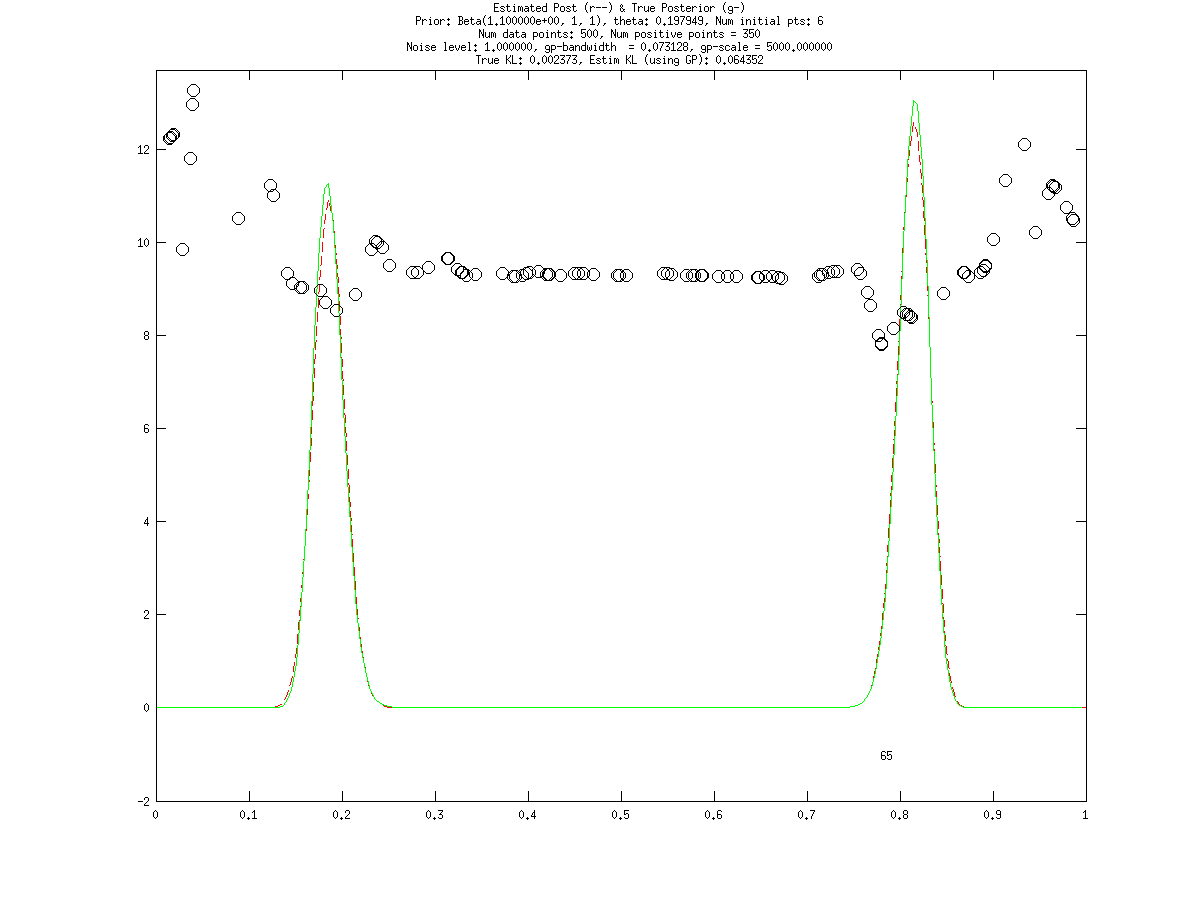 Estimated Post (r--) & True Posterior (g-)
Prior: Beta(1.100000e+00, 1, 1), theta: 0.197949, Num initial pts: 6
Num data points: 500, Num positive points = 350
Noise level: 1.000000, gp-bandwidth  = 0.073128, gp-scale = 5000.000000
True KL: 0.002373, Estim KL (using GP): 0.064352
12
10
8
6
4
2
0
65
-2
0 0.1 0.2 0.3 0.4 0.5 0.6 0.7 0.8 0.9 1